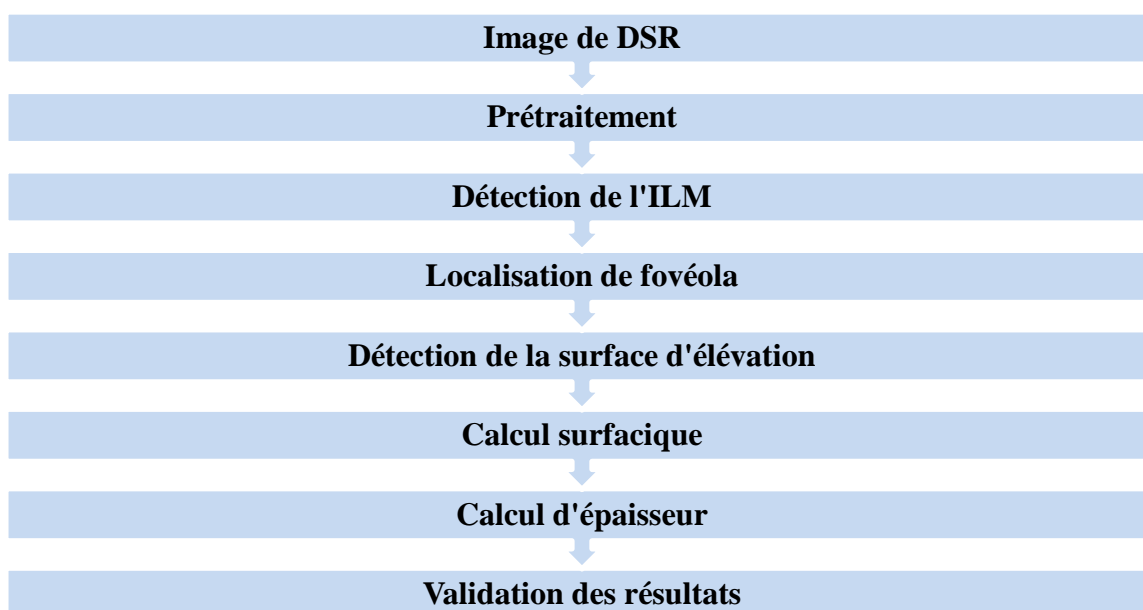 Image de DSR
Prétraitement
Détection de l'ILM
Localisation de fovéola
Détection de la surface d'élévation
Calcul surfacique
Calcul d'épaisseur
Validation des résultats